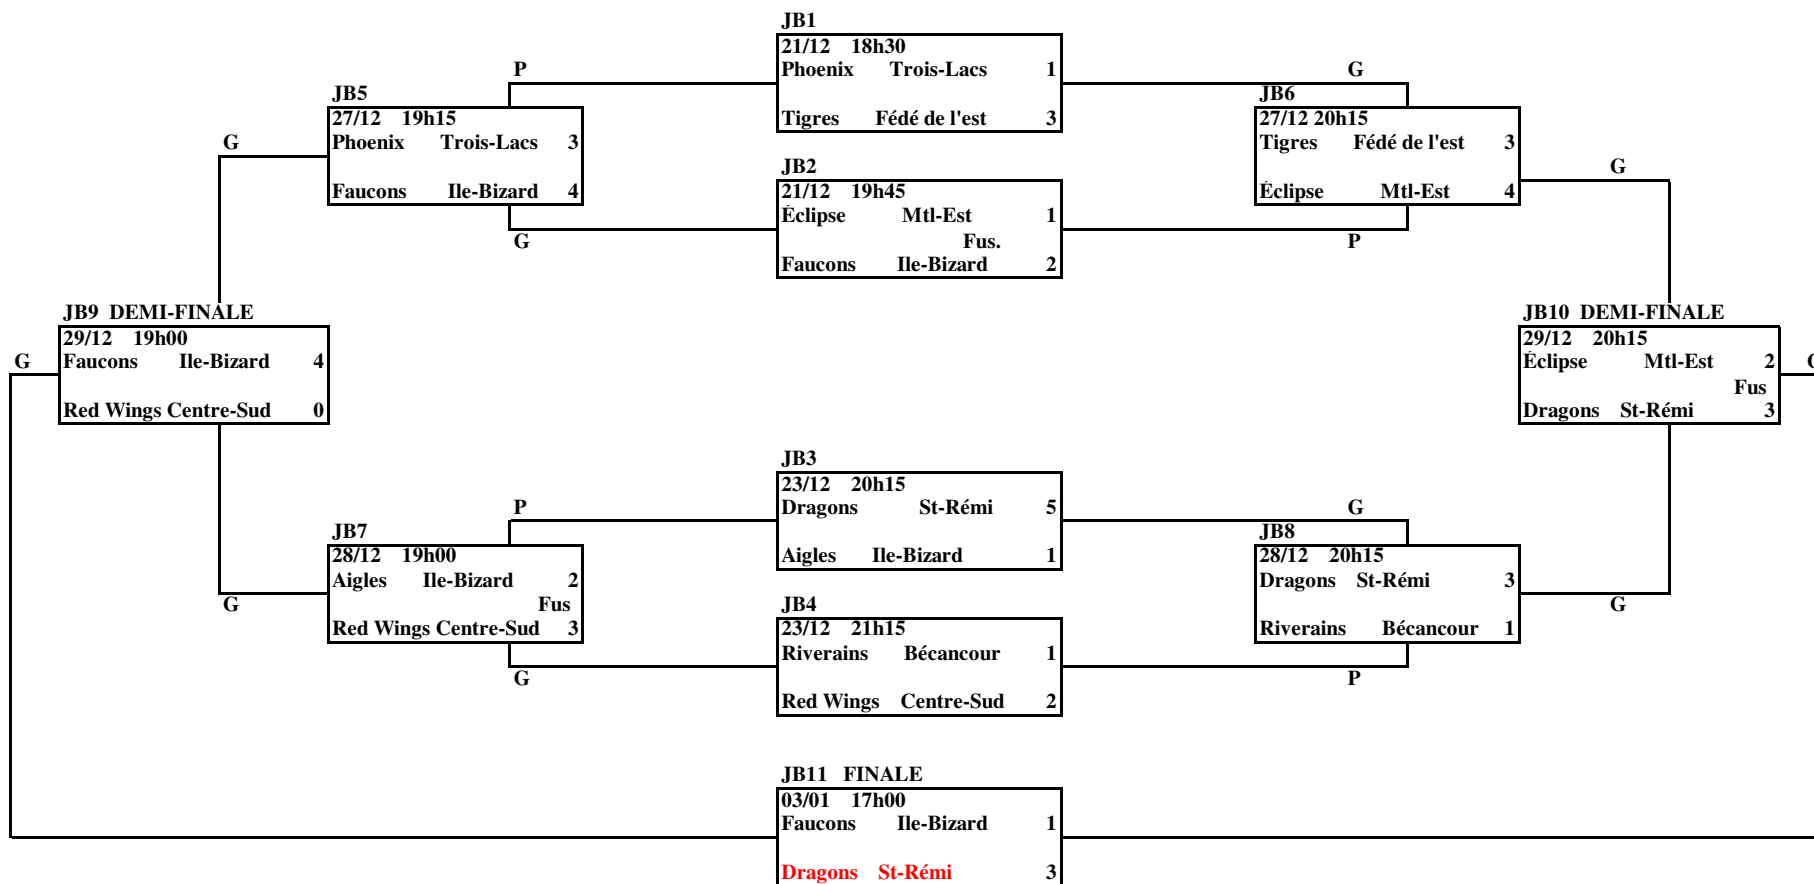 JB1
21/12 18h30
Phoenix Trois-Lacs 1
Tigres Fédé de l'est 3
P
G
JB5
27/12 19h15
Phoenix Trois-Lacs 3
Faucons Ile-Bizard 4
G
G
JB2
21/12 19h45
Éclipse Mtl-Est 1
Fus.
Faucons Ile-Bizard 2
JB6
27/12 20h15
Tigres Fédé de l'est 3
Éclipse Mtl-Est 4
G
P
JB9 DEMI-FINALE
29/12 19h00
Faucons Ile-Bizard 4
Red Wings Centre-Sud 0
G
JB10 DEMI-FINALE
29/12 20h15
Éclipse Mtl-Est 2
Fus
Dragons St-Rémi 3
JB3
23/12 20h15
Dragons St-Rémi 5
Aigles Ile-Bizard 1
P
G
JB7
28/12 19h00
Aigles Ile-Bizard 2
Fus
Red Wings Centre-Sud 3
G
G
JB4
23/12 21h15
Riverains Bécancour 1
Red Wings Centre-Sud 2
JB8
28/12 20h15
Dragons St-Rémi 3
Riverains Bécancour 1
G
P
JB11 FINALE
03/01 17h00
Faucons Ile-Bizard 1
Dragons St-Rémi 3